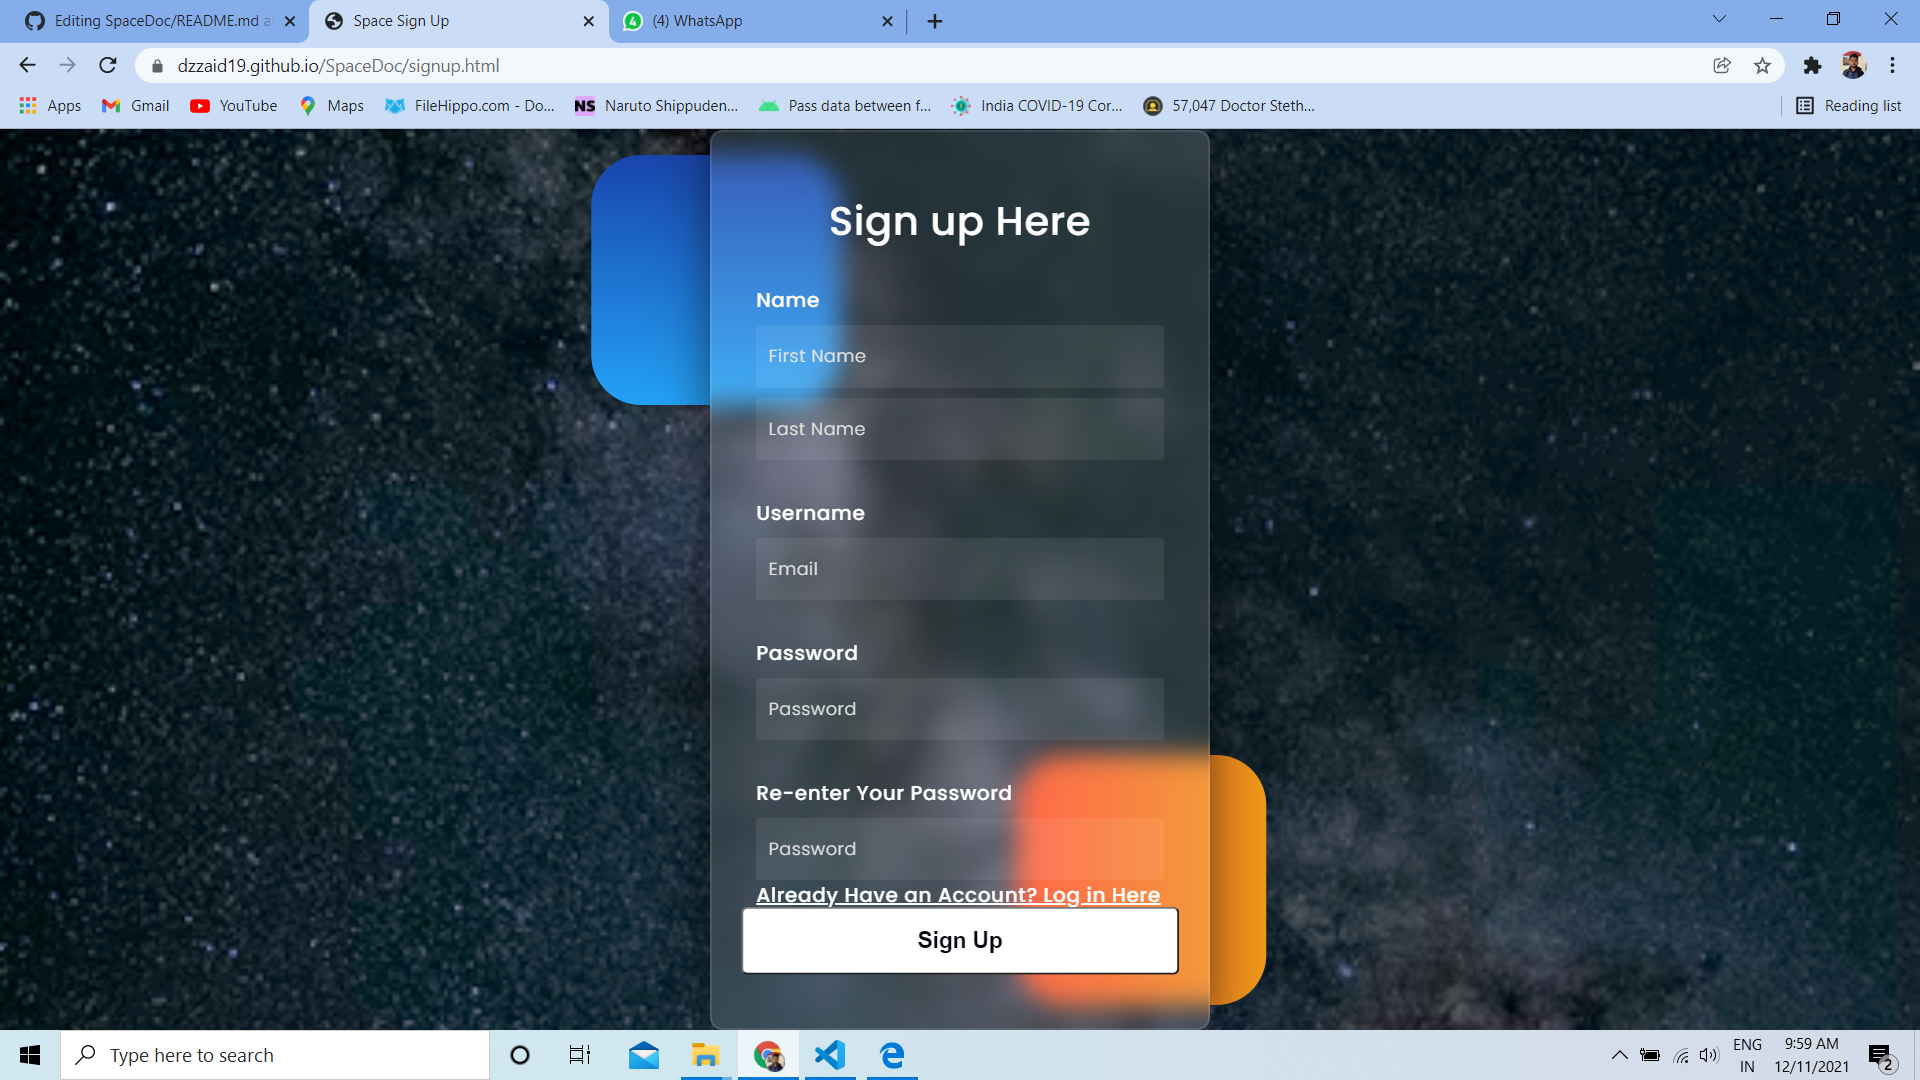 Editing SpaceDoc/README.md a
Space Sign Up
4
(4) WhatsApp
dzzaid19.github.io/SpaceDoc/signup.html
Apps
Gmail
YouTube
Maps
FileHippo.com - Do...
NS
Naruto Shippuden...
Pass data between f...
India COVID-19 Cor...
57,047 Doctor Steth...
Reading list
Sign up Here
Name
First Name
Last Name
Username
Email
Password
Password
Re-enter Your Password
Password
Already Have an Account? Log in Here
Sign Up
Type here to search
ENG
IN
9:59 AM
12/11/2021
2